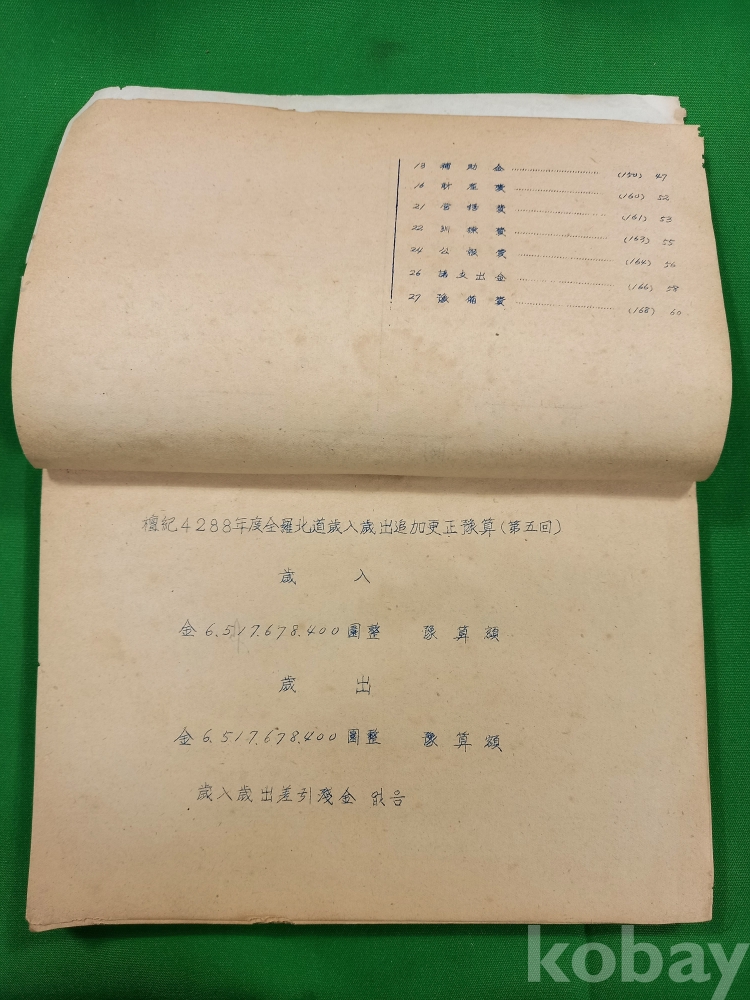 13 補助金 (150) 47
16 財産費 (160) 52
21 営繕費 (161) 53
22 訓練費 (163) 55
24 公報費 (164) 56
26 諸支出金 (166) 58
27 豫備費 (168) 60
檀紀4288年度全羅北道歲入歲出追加更正豫算(第五回)
歲入
金6.517.678.400圜整 豫算額
歲出
金6.517.678.400圜整 豫算額
歲入歲出差引殘金 없음
kobay